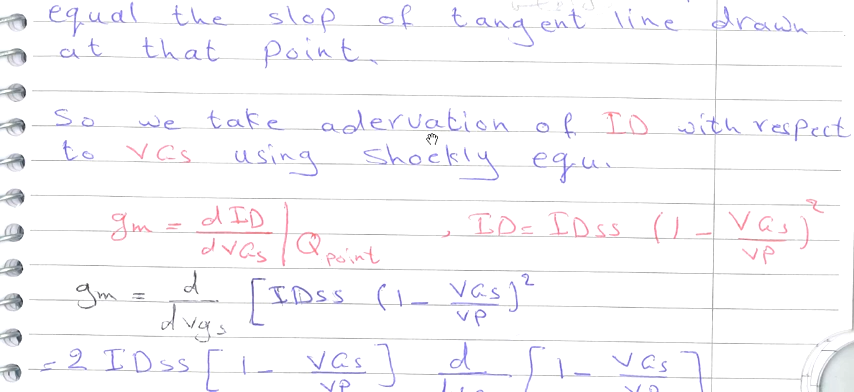 equal the slop of tangent line drawn
at that point.
So we take adervation of ID with respect
to VGs using shockly equ.
gm = dID/dVGs | Q point , ID = IDss (1 - VGs/VP)²
gm = d/dvgs [IDss (1 - VGs/VP)²
= 2 IDss [1 - VGs/VP] d [1 - VGs]